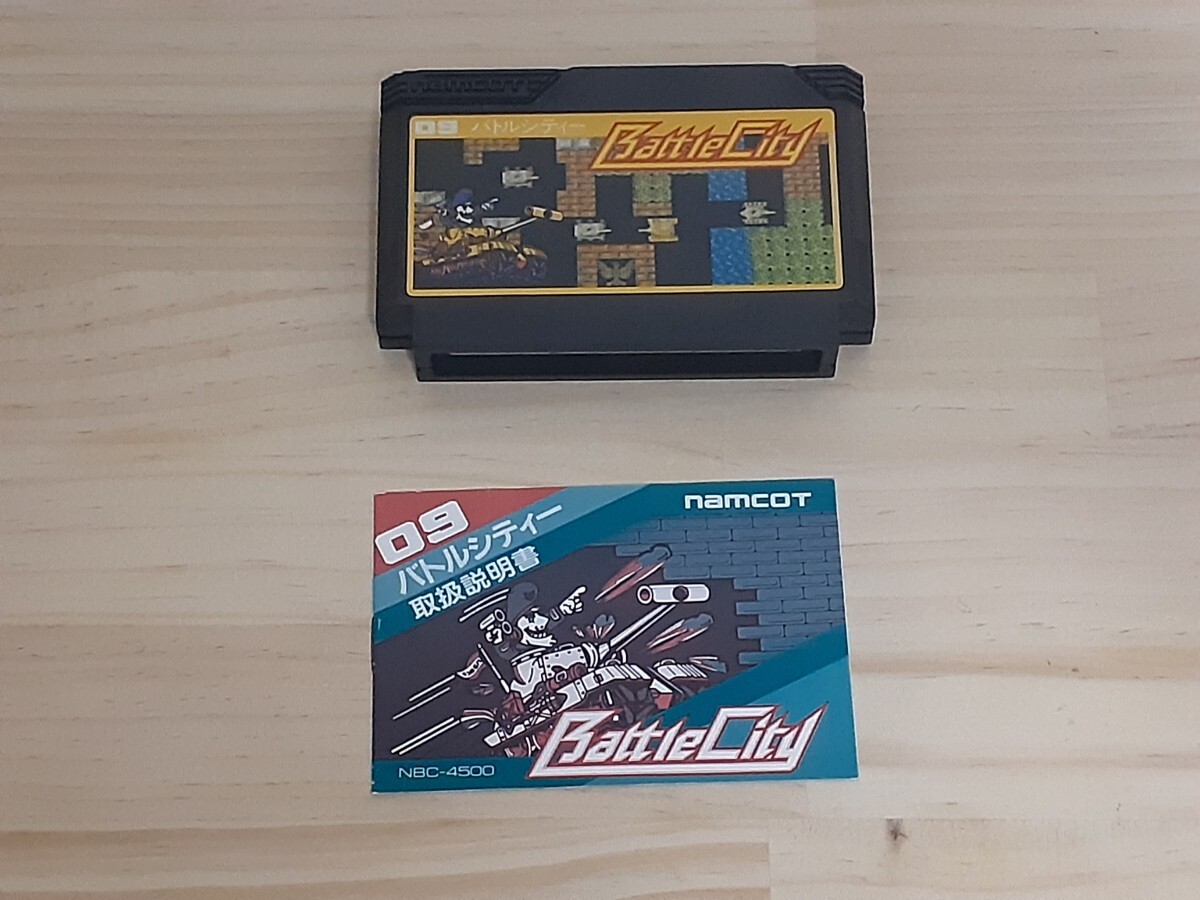 namcoT
09 バトルシティー
BattleCity
09
namcoT
バトルシティー
取扱説明書
BattleCity
NBC-4500